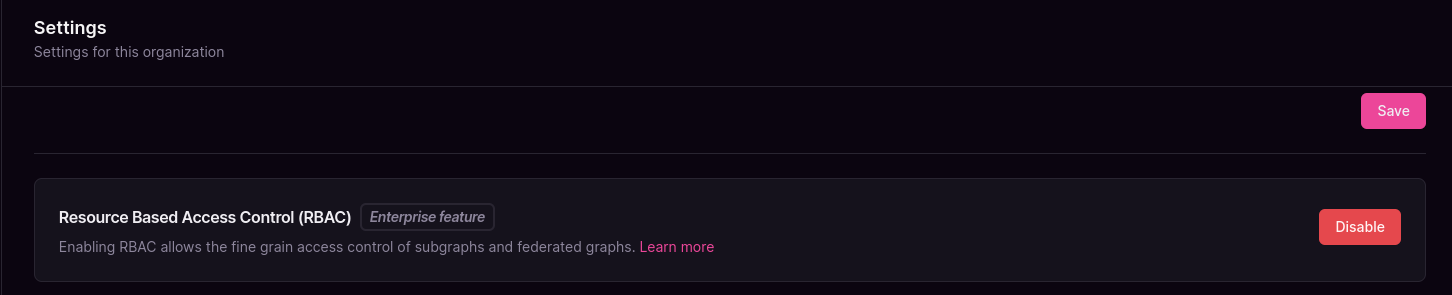 Settings
Settings for this organization
Save
Resource Based Access Control (RBAC) Enterprise feature
Enabling RBAC allows the fine grain access control of subgraphs and federated graphs. Learn more
Disable